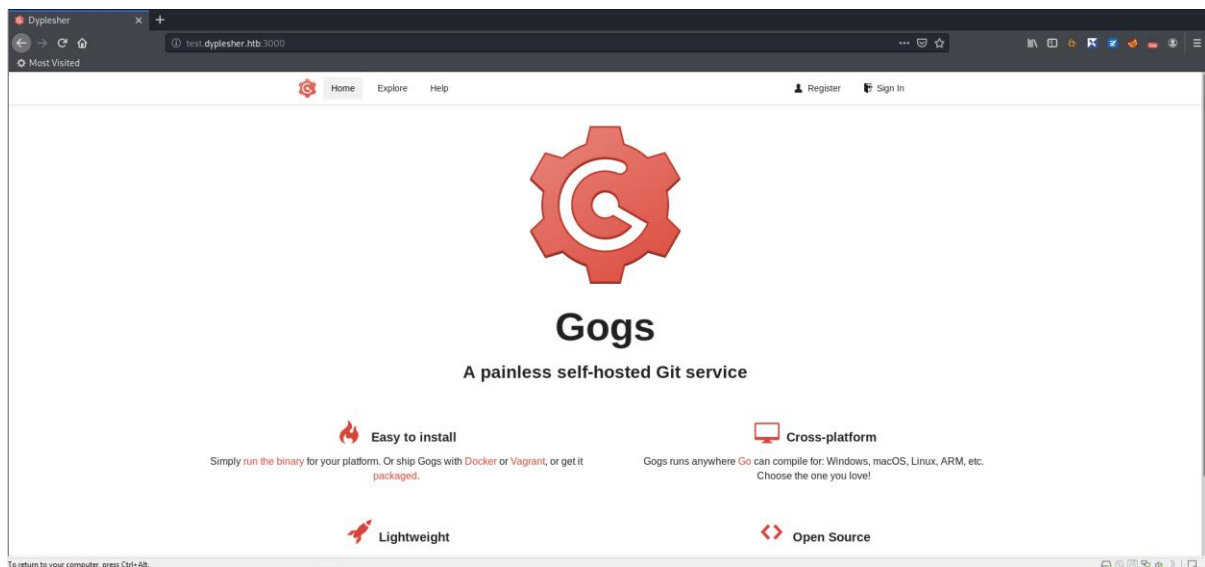 Dyplesher
test.dyplesher.htb:3000
Most Visited
Home Explore Help Register Sign In
Gogs
A painless self-hosted Git service
Easy to install
Simply run the binary for your platform. Or ship Gogs with Docker or Vagrant, or get it
packaged.
Cross-platform
Gogs runs anywhere Go can compile for: Windows, macOS, Linux, ARM, etc.
Choose the one you love!
Lightweight
Open Source
To return to your computer, press Ctrl+Alt.